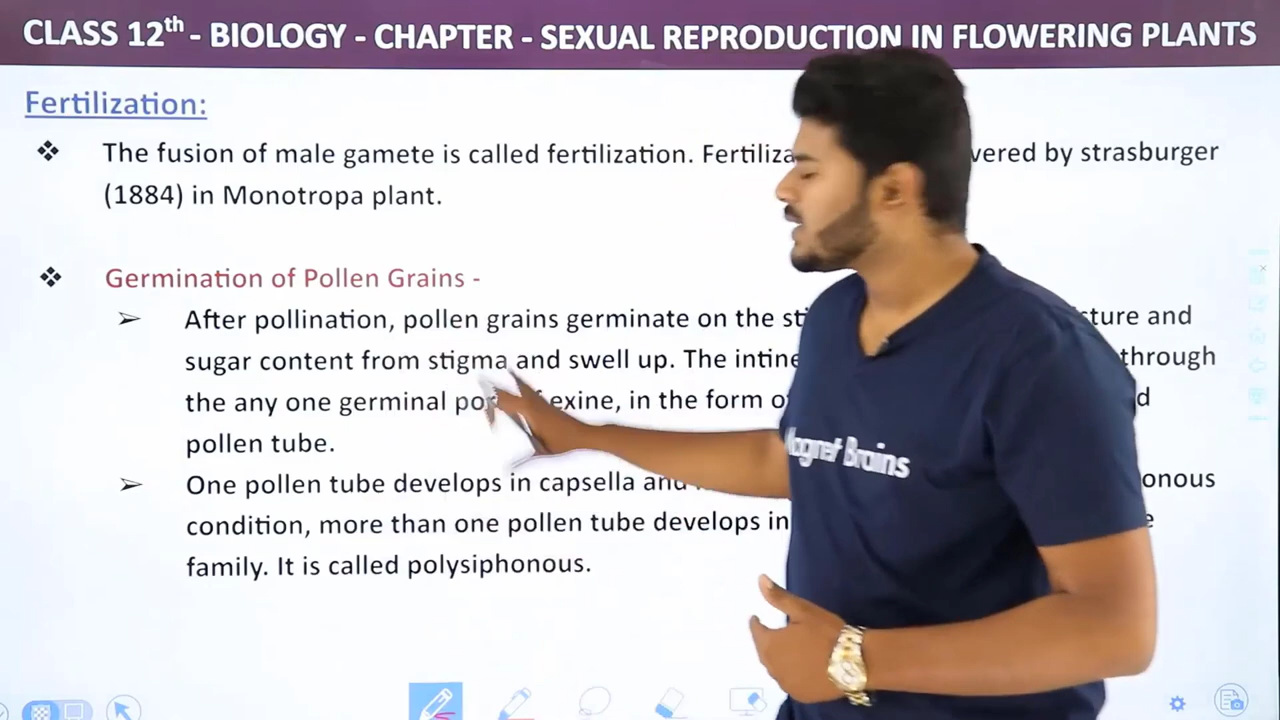 CLASS 12th - BIOLOGY - CHAPTER - SEXUAL REPRODUCTION IN FLOWERING PLANTS
Fertilization:
The fusion of male gamete is called fertilization. Fertiliza vered by strasburger
(1884) in Monotropa plant.
Germination of Pollen Grains -
After pollination, pollen grains germinate on the sti ture and
sugar content from stigma and swell up. The intine through
the any one germinal exine, in the form
pollen tube.
One pollen tube develops in capsella and onous
condition, more than one pollen tube develops in
family. It is called polysiphonous.
Magnet Brains